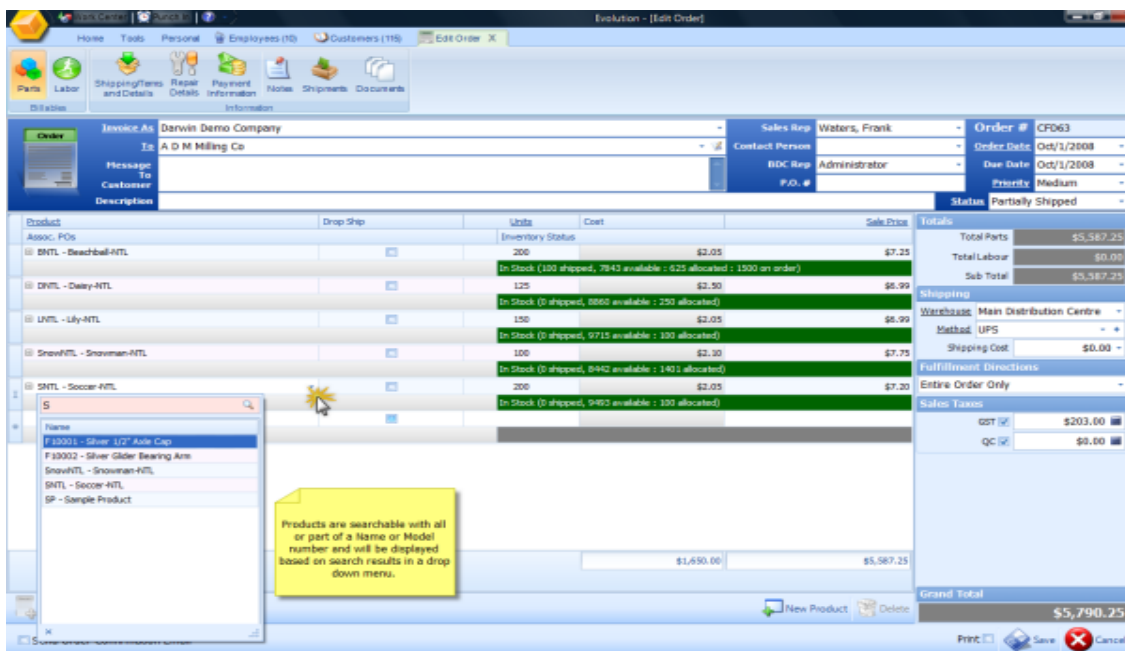 Evolution - [Edit Order]
Home Tools Personal Employees (10) Customers (115) Edit Order X
Parts Labor Shipping/Items and Details Repair Details Payment Information Notes Shipments Documents
Billables Information
Order
Invoice As Darwin Demo Company
To A D M Milling Co
Message To Customer
Description
Sales Rep Waters, Frank
Contact Person
BDC Rep Administrator
P.O. #
Order # CFD63
Order Date Oct/1/2008
Due Date Oct/1/2008
Priority Medium
Status Partially Shipped
Product Drop Ship Units Cost Sale Price
Assoc. POs Inventory Status
BNTL - Beachball-NTL 200 $2.05 $7.25
In Stock (100 shipped, 7843 available : 625 allocated : 1500 on order)
DNTL - Daisy-NTL 125 $2.50 $6.99
In Stock (0 shipped, 8860 available : 250 allocated)
LNTL - Lily-NTL 150 $2.05 $6.99
In Stock (0 shipped, 9715 available : 100 allocated)
SnowNTL - Snowman-NTL 100 $2.10 $7.75
In Stock (0 shipped, 8442 available : 1401 allocated)
SNTL - Soccer-NTL 200 $2.05 $7.20
In Stock (0 shipped, 9493 available : 100 allocated)
S
Name
F10001 - Silver 1/2" Axle Cap
F10002 - Silver Glider Bearing Arm
SnowNTL - Snowman-NTL
SNTL - Soccer-NTL
SP - Sample Product
Products are searchable with all
or part of a Name or Model
number and will be displayed
based on search results in a drop
down menu.
$1,650.00 $5,587.25
New Product Delete
Totals
Total Parts $5,587.25
Total Labour $0.00
Sub Total $5,587.25
Shipping
Warehouse Main Distribution Centre
Method UPS
Shipping Cost $0.00
Fulfillment Directions
Entire Order Only
Sales Taxes
GST $203.00
QC $0.00
Grand Total
$5,790.25
Print Save Cancel